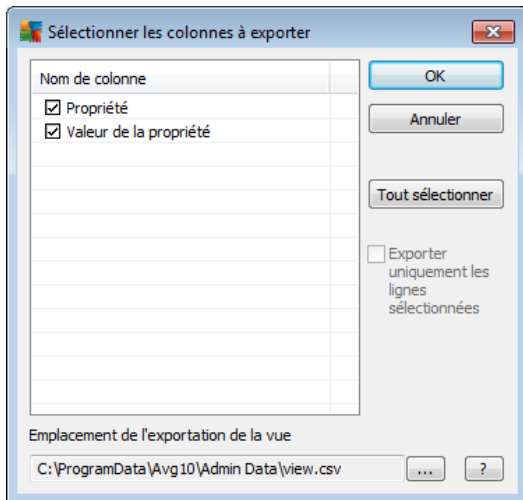 Sélectionner les colonnes à exporter
Nom de colonne
Propriété
Valeur de la propriété
OK
Annuler
Tout sélectionner
Exporter
uniquement les
lignes
sélectionnées
Emplacement de l'exportation de la vue
C:\ProgramData\Avg10\Admin Data\view.csv
...
?